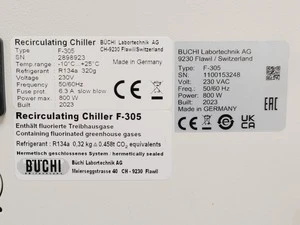 Recirculating Chiller
Type: F-305
SN 2898923
Temp-range: -10°C...+25°C
Refrigerant: R134a 320g
Voltage: 230V
Frequency: 50/60Hz
Fuse: 6.3 A slow blow
Power cons.: 800 W
Built: 2023
Made in Germany
BÜCHI Labortechnik AG
CH-9230 Flawil/Switzerland
CE
Recirculating Chiller F-305
Enthält fluorierte Treibhausgase
Containing fluorinated greenhouse gases
Refrigerant : R134a 0,32 kg ≙ 0.458t CO2 equivalents
Hermetisch geschlossenes System / hermetically sealed
BÜCHI
SWITZERLAND
Büchi Labortechnik AG
Meierseggstrasse 40 CH - 9230 Flawil
BÜCHI Labortechnik AG
9230 Flawil / Switzerland
Type: F-305
SN: 1100153248
Volt.: 230 VAC
Freq.: 50/60 Hz
Power: 800 W
Built: 2023
Made in Germany
CE UK CA EAC